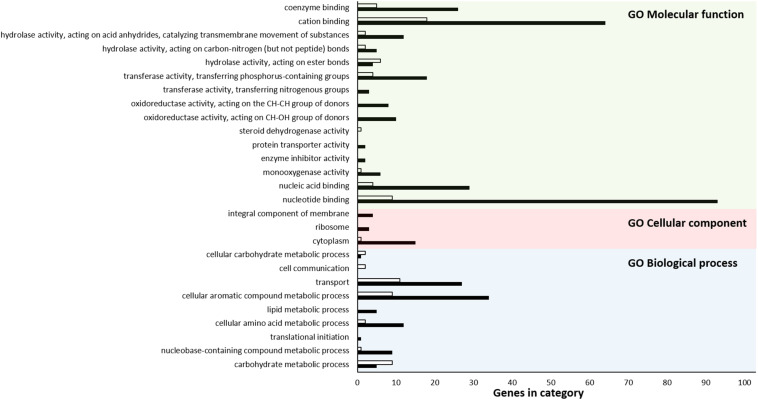 coenzyme binding
GO Molecular function
cation binding
hydrolase activity, acting on acid anhydrides, catalyzing transmembrane movement of substances
hydrolase activity, acting on carbon-nitrogen (but not peptide) bonds
hydrolase activity, acting on ester bonds
transferase activity, transferring phosphorus-containing groups
transferase activity, transferring nitrogenous groups
oxidoreductase activity, acting on the CH-CH group of donors
oxidoreductase activity, acting on CH-OH group of donors
steroid dehydrogenase activity
protein transporter activity
enzyme inhibitor activity
monooxygenase activity
nucleic acid binding
nucleotide binding
integral component of membrane
GO Cellular component
ribosome
cytoplasm
cellular carbohydrate metabolic process
GO Biological process
cell communication
transport
cellular aromatic compound metabolic process
lipid metabolic process
cellular amino acid metabolic process
translational initiation
nucleobase-containing compound metabolic process
carbohydrate metabolic process
0 10 20 30 40 50 60 70 80 90 100
Genes in category